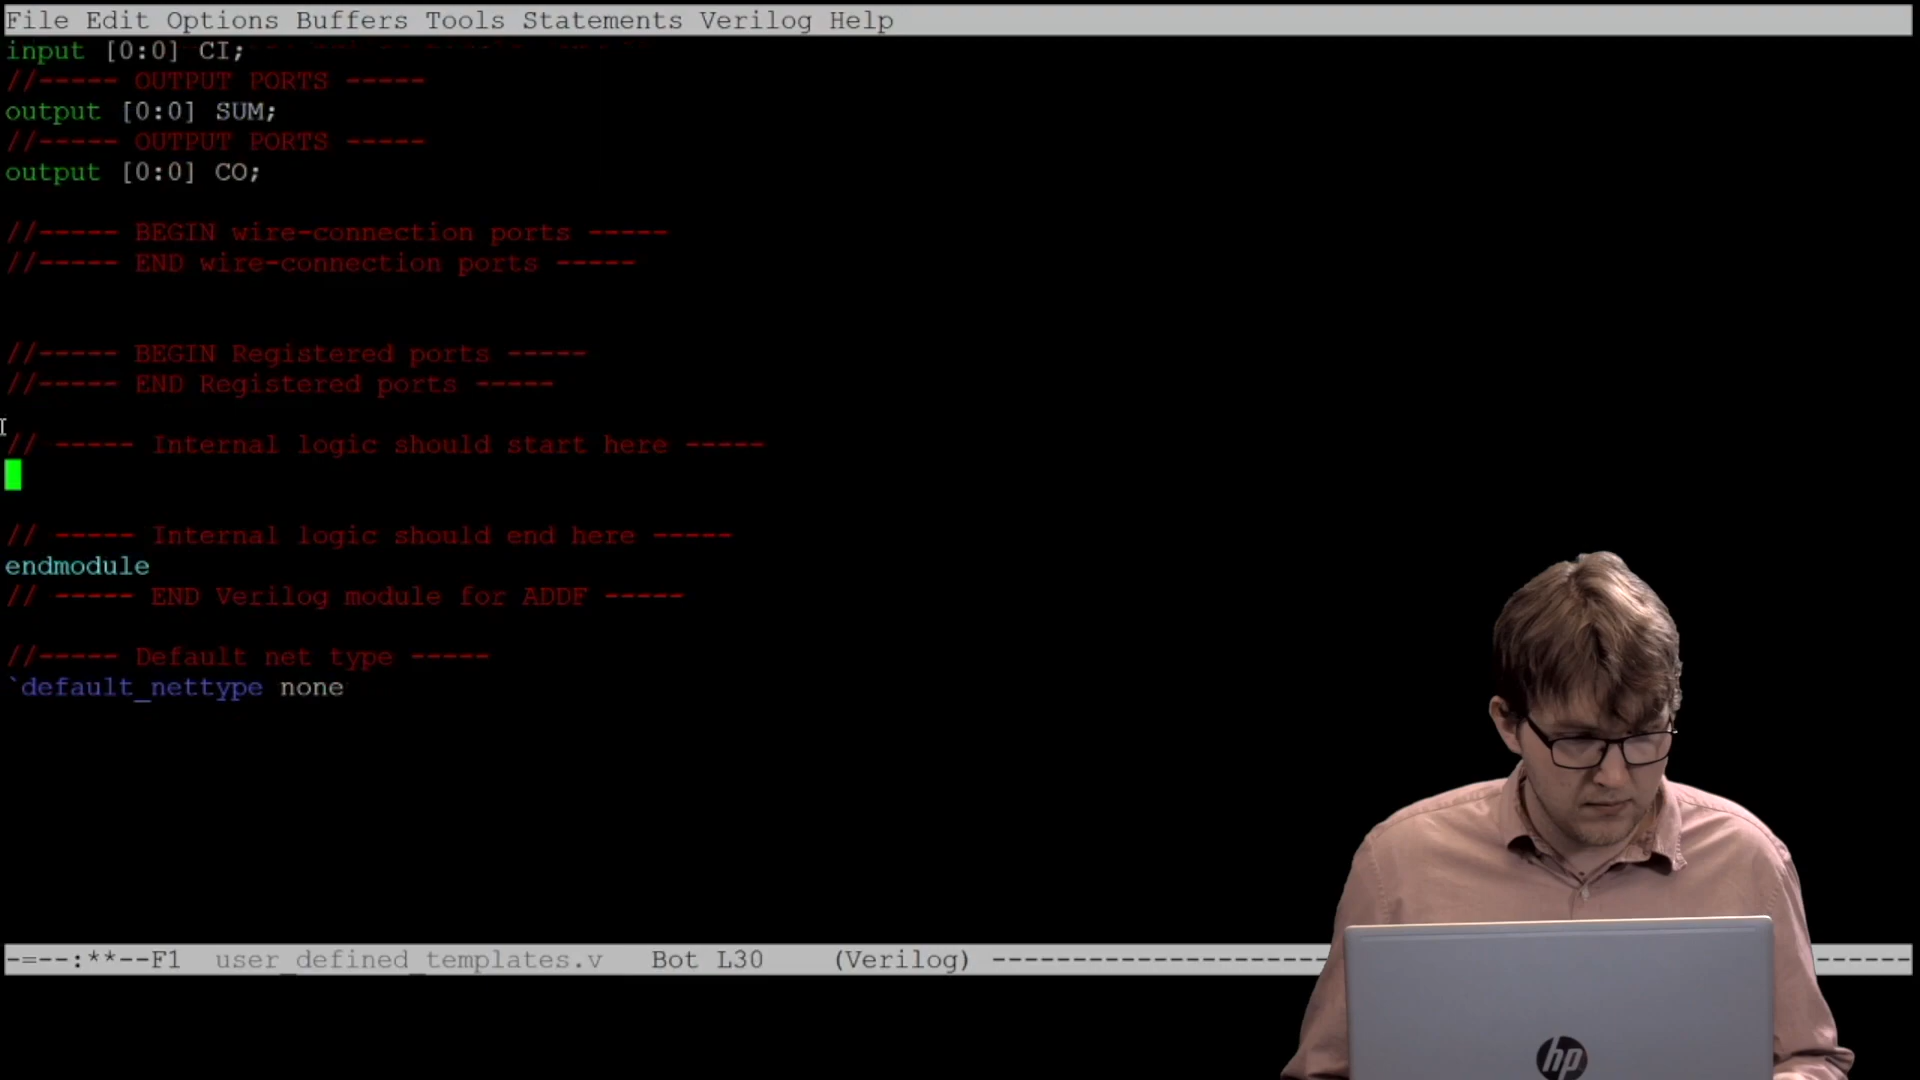 File Edit Options Buffers Tools Statements Verilog Help
input [0:0] CI;
//----- OUTPUT PORTS -----
output [0:0] SUM;
//----- OUTPUT PORTS -----
output [0:0] CO;
//----- BEGIN wire-connection ports -----
//----- END wire-connection ports -----
//----- BEGIN Registered ports -----
//----- END Registered ports -----
// ----- Internal logic should start here -----
// ----- Internal logic should end here -----
endmodule
// ----- END Verilog module for ADDF -----
//----- Default net type -----
`default_nettype none
-=--:**--F1 user_defined_templates.v Bot L30 (Verilog) ---------------------------
hp